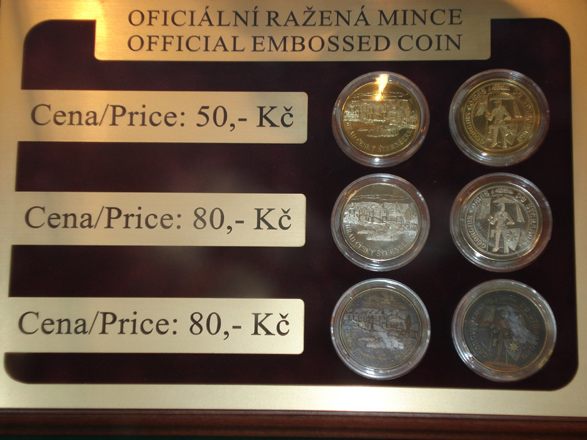 OFICIÁLNÍ RAŽENÁ MINCE
OFFICIAL EMBOSSED COIN
Cena/Price: 50,- Kč
Cena/Price: 80,- Kč
Cena/Price: 80,- Kč